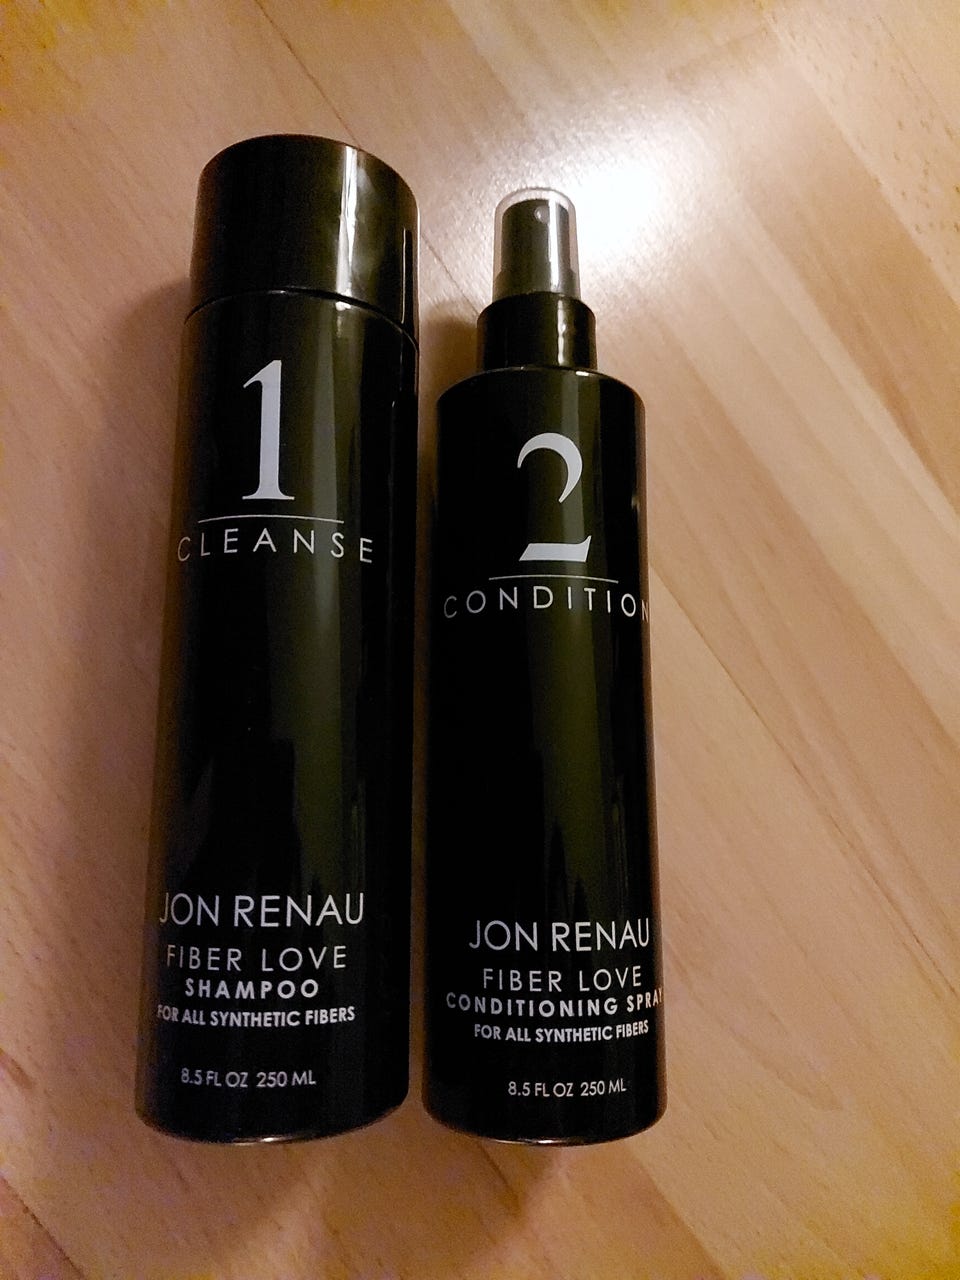 1
CLEANSE
JON RENAU
FIBER LOVE
SHAMPOO
FOR ALL SYNTHETIC FIBERS
8.5 FL OZ 250 ML
2
CONDITION
JON RENAU
FIBER LOVE
CONDITIONING SPRAY
FOR ALL SYNTHETIC FIBERS
8.5 FL OZ 250 ML